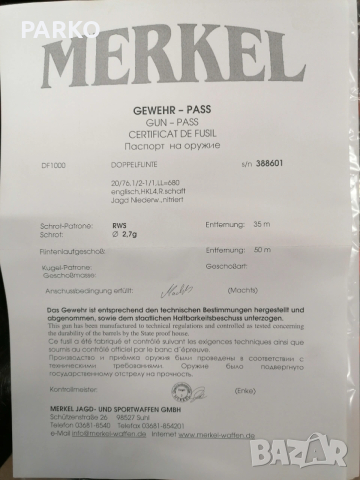 PARKO
MERKEL
GEWEHR – PASS
GUN – PASS
CERTIFICAT DE FUSIL
Паспорт на оружие
DF1000 DOPPELFLINTE s/n 388601
20/76,1/2-1/1,LL=680
englisch,HKL4,R.schaft
Jagd Niederw.,nitriert
Schrot-Patrone: RWS Entfernung: 35 m
Schrot: Ø 2,7g
Flintenlaufgeschoß: Entfernung: 50 m
Kugel-Patrone: Geschoßart:
Geschoßmasse:
Anschussbedingung erfüllt: (Machts)
Das Gewehr ist entsprechend den technischen Bestimmungen hergestellt und
abgenommen, sowie dem staatlichen Haltbarkeitsbeschuss unterzogen.
This gun has been manufactured to technical regulations and controlled as tested concerning
the durability of the barrels by the State proof house.
Ce fusil a été fabriqué et contrôlé suivant les exigences techniques ainsi que
soumis au contrôle officiel par le banc d´épreuve.
Производство и приёмка оружия были проведены в соответствии с
техническими требованиями. Оружие было подвергнуто
государственному отстрелу на прочность.
Kontrollmeister: (Enke)
MERKEL JAGD- UND SPORTWAFFEN GMBH
Schützenstraße 26 98527 Suhl
Telefon 03681-8540 Telefax 03681-854201
e-Mail info@merkel-waffen.de Internet www.merkel-waffen.de
BAZAR